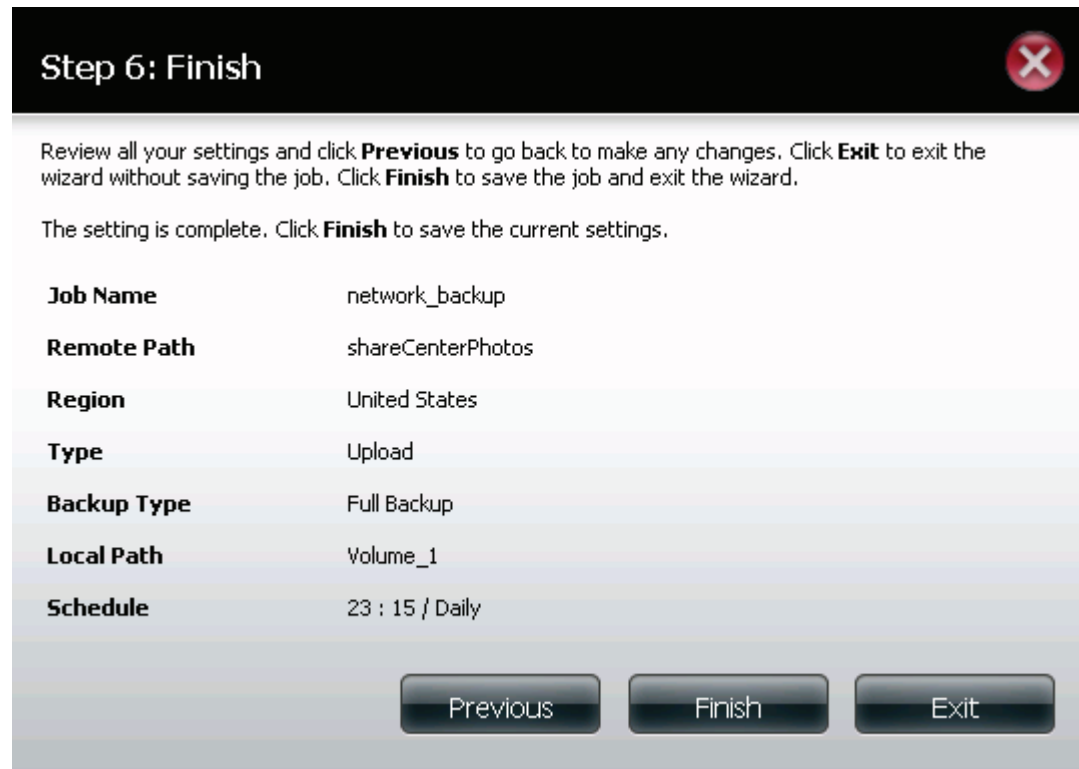 Step 6: Finish
Review all your settings and click Previous to go back to make any changes. Click Exit to exit the
wizard without saving the job. Click Finish to save the job and exit the wizard.
The setting is complete. Click Finish to save the current settings.
Job Name network_backup
Remote Path shareCenterPhotos
Region United States
Type Upload
Backup Type Full Backup
Local Path Volume_1
Schedule 23 : 15 / Daily
Previous Finish Exit